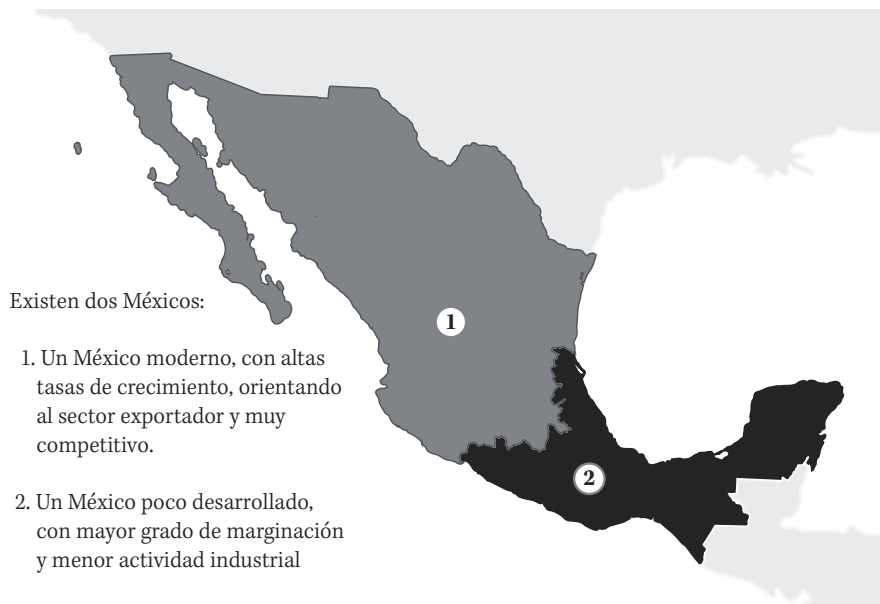 Existen dos Méxicos:
1. Un México moderno, con altas
tasas de crecimiento, orientando
al sector exportador y muy
competitivo.
2. Un México poco desarrollado,
con mayor grado de marginación
y menor actividad industrial
1
2